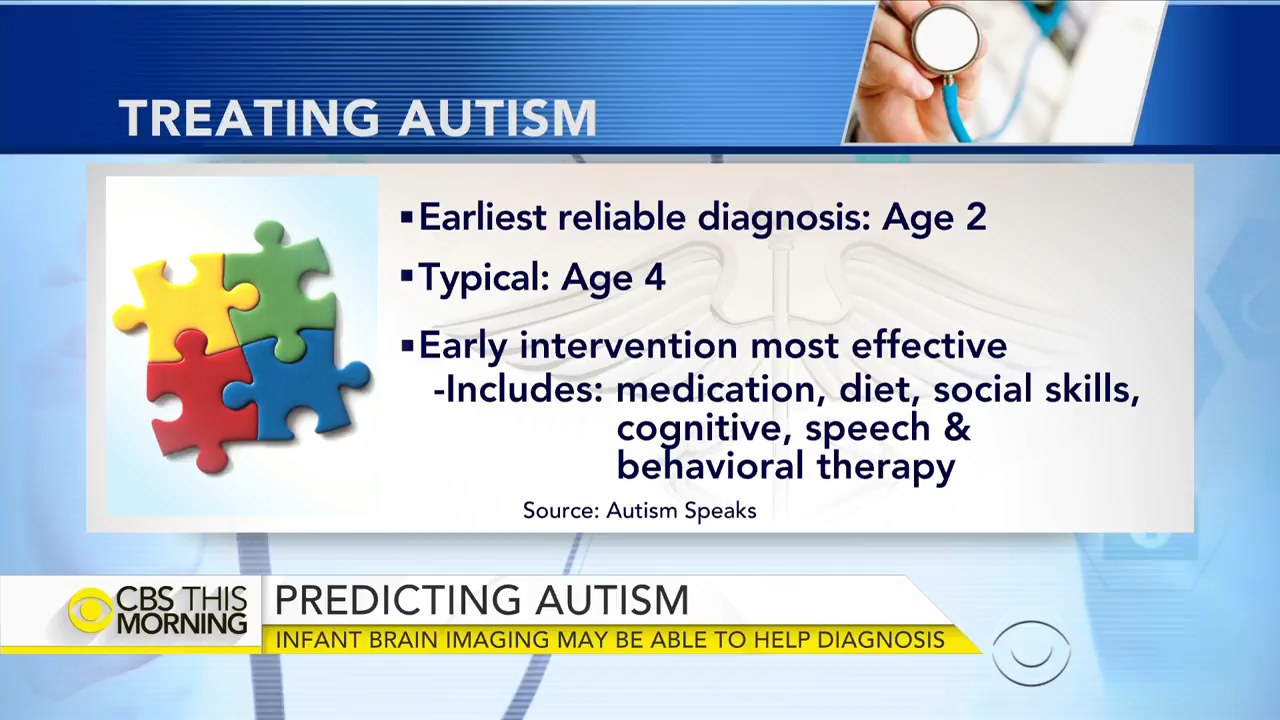 TREATING AUTISM
▪Earliest reliable diagnosis: Age 2
▪Typical: Age 4
▪Early intervention most effective
-Includes: medication, diet, social skills,
cognitive, speech &
behavioral therapy
Source: Autism Speaks
CBS THIS
MORNING
PREDICTING AUTISM
INFANT BRAIN IMAGING MAY BE ABLE TO HELP DIAGNOSIS